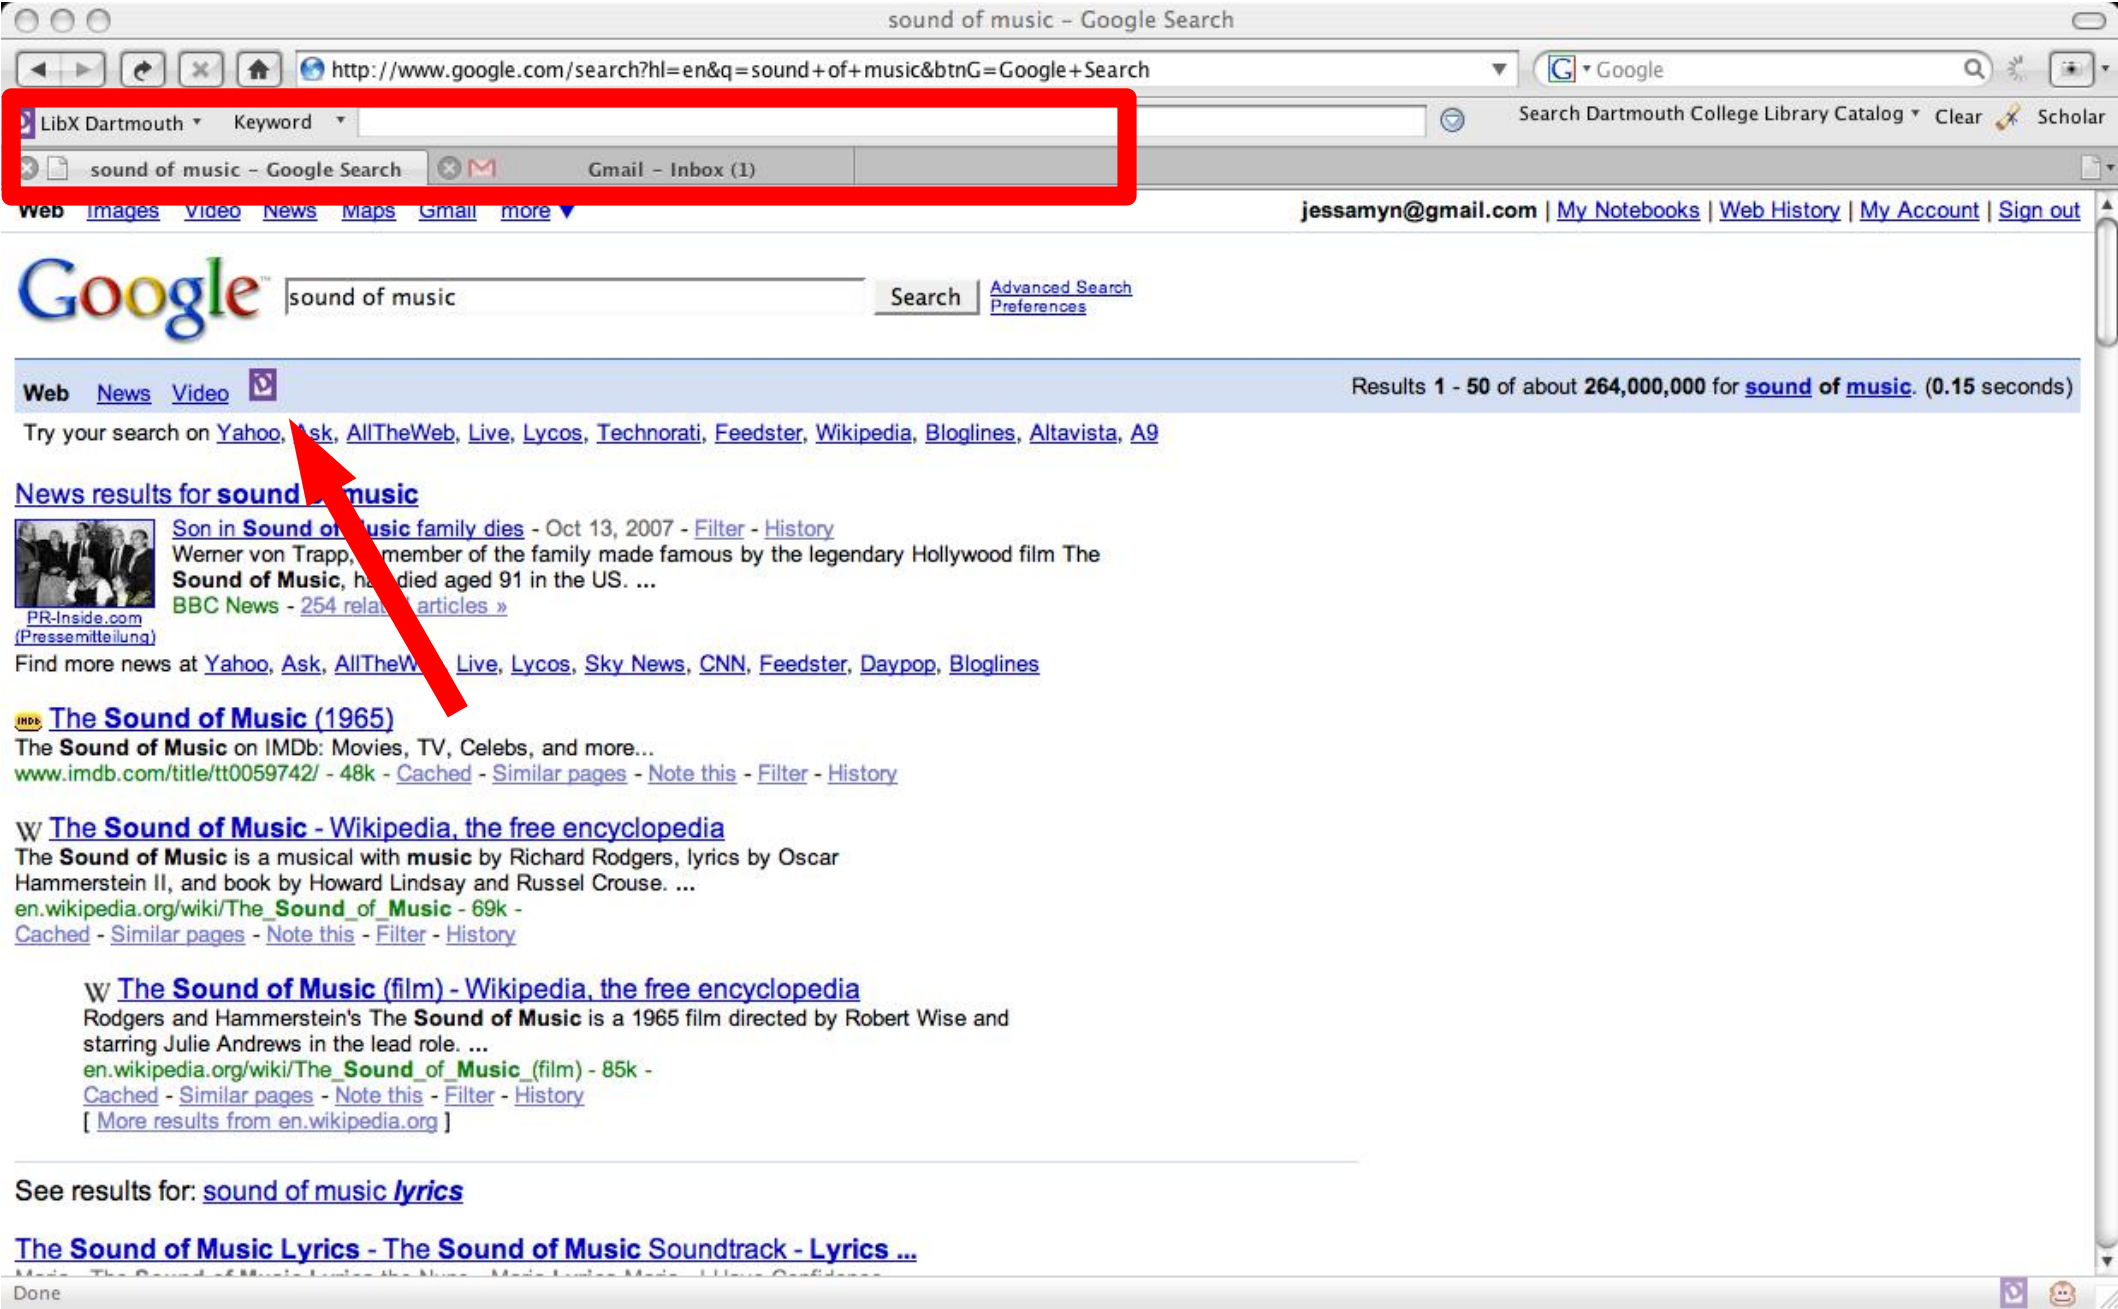 sound of music – Google Search
http://www.google.com/search?hl=en&q=sound+of+music&btnG=Google+Search
G Google
LibX Dartmouth Keyword
Search Dartmouth College Library Catalog Clear Scholar
sound of music – Google Search
Gmail – Inbox (1)
Web Images Video News Maps Gmail more ▼
jessamyn@gmail.com | My Notebooks | Web History | My Account | Sign out
Google™
sound of music
Search
Advanced Search
Preferences
Web News Video
Results 1 - 50 of about 264,000,000 for sound of music. (0.15 seconds)
Try your search on Yahoo, Ask, AllTheWeb, Live, Lycos, Technorati, Feedster, Wikipedia, Bloglines, Altavista, A9
News results for sound of music
Son in Sound of Music family dies - Oct 13, 2007 - Filter - History
Werner von Trapp, a member of the family made famous by the legendary Hollywood film The
Sound of Music, has died aged 91 in the US. ...
BBC News - 254 related articles »
PR-Inside.com
(Pressemitteilung)
Find more news at Yahoo, Ask, AllTheWeb, Live, Lycos, Sky News, CNN, Feedster, Daypop, Bloglines
IMDb The Sound of Music (1965)
The Sound of Music on IMDb: Movies, TV, Celebs, and more...
www.imdb.com/title/tt0059742/ - 48k - Cached - Similar pages - Note this - Filter - History
W The Sound of Music - Wikipedia, the free encyclopedia
The Sound of Music is a musical with music by Richard Rodgers, lyrics by Oscar
Hammerstein II, and book by Howard Lindsay and Russel Crouse. ...
en.wikipedia.org/wiki/The_Sound_of_Music - 69k -
Cached - Similar pages - Note this - Filter - History
W The Sound of Music (film) - Wikipedia, the free encyclopedia
Rodgers and Hammerstein's The Sound of Music is a 1965 film directed by Robert Wise and
starring Julie Andrews in the lead role. ...
en.wikipedia.org/wiki/The_Sound_of_Music_(film) - 85k -
Cached - Similar pages - Note this - Filter - History
[ More results from en.wikipedia.org ]
See results for: sound of music lyrics
The Sound of Music Lyrics - The Sound of Music Soundtrack - Lyrics ...
Done